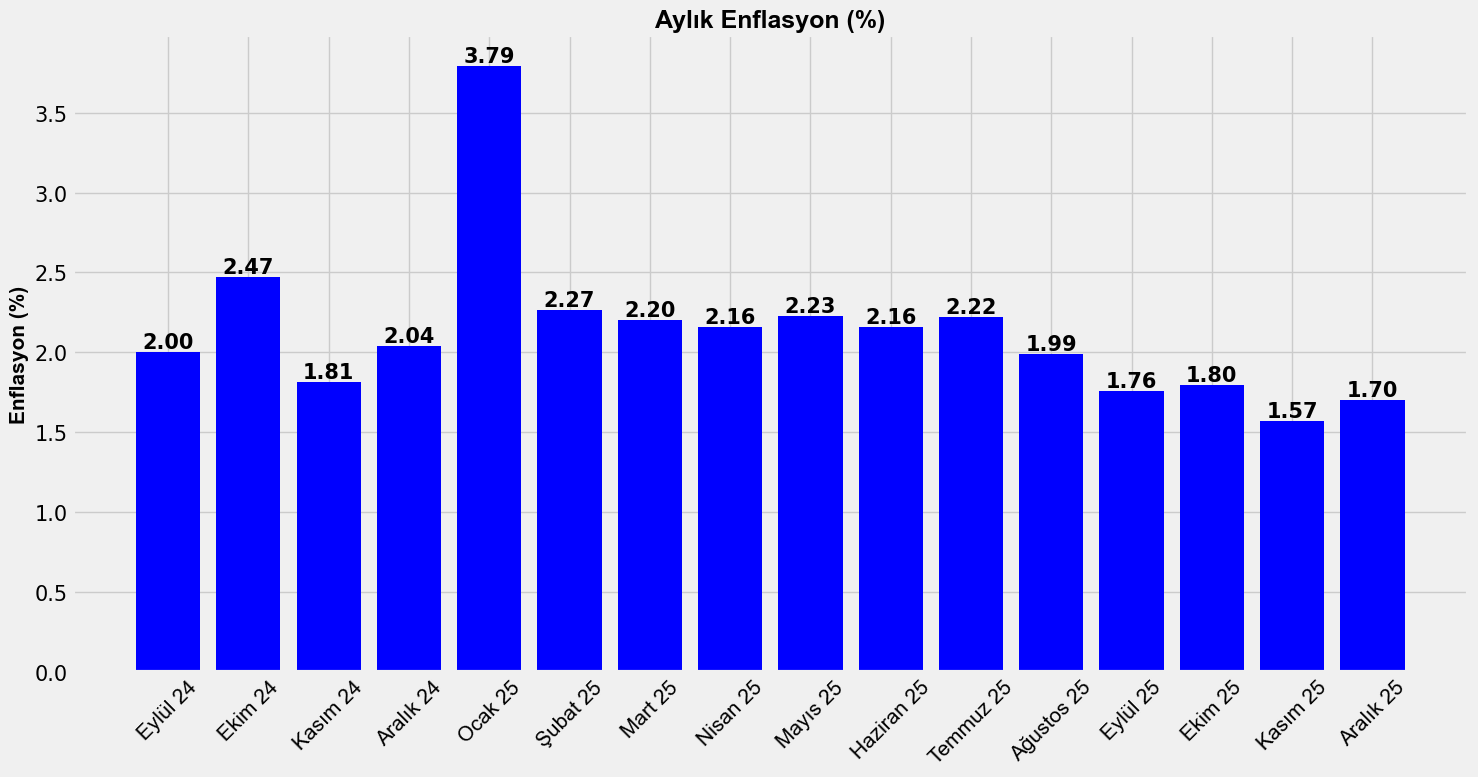 Aylık Enflasyon (%)
Enflasyon (%)
3.5
3.0
2.5
2.0
1.5
1.0
0.5
0.0
2.00
2.47
1.81
2.04
3.79
2.27
2.20
2.16
2.23
2.16
2.22
1.99
1.76
1.80
1.57
1.70
Eylül 24
Ekim 24
Kasım 24
Aralık 24
Ocak 25
Şubat 25
Mart 25
Nisan 25
Mayıs 25
Haziran 25
Temmuz 25
Ağustos 25
Eylül 25
Ekim 25
Kasım 25
Aralık 25